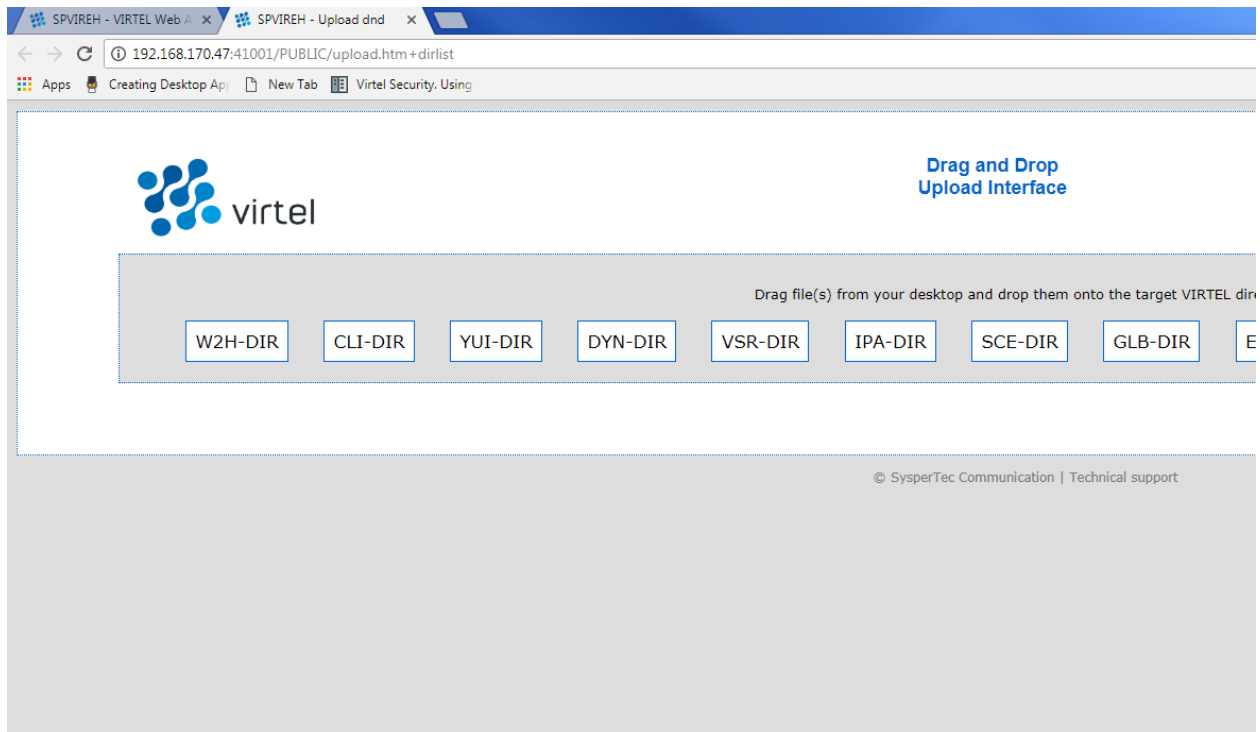 SPVIREH - VIRTEL Web A
SPVIREH - Upload dnd
192.168.170.47:41001/PUBLIC/upload.htm+dirlist
Apps Creating Desktop Ap New Tab Virtel Security. Using
virtel
Drag and Drop
Upload Interface
Drag file(s) from your desktop and drop them onto the target VIRTEL dire
W2H-DIR CLI-DIR YUI-DIR DYN-DIR VSR-DIR IPA-DIR SCE-DIR GLB-DIR E
© SysperTec Communication | Technical support